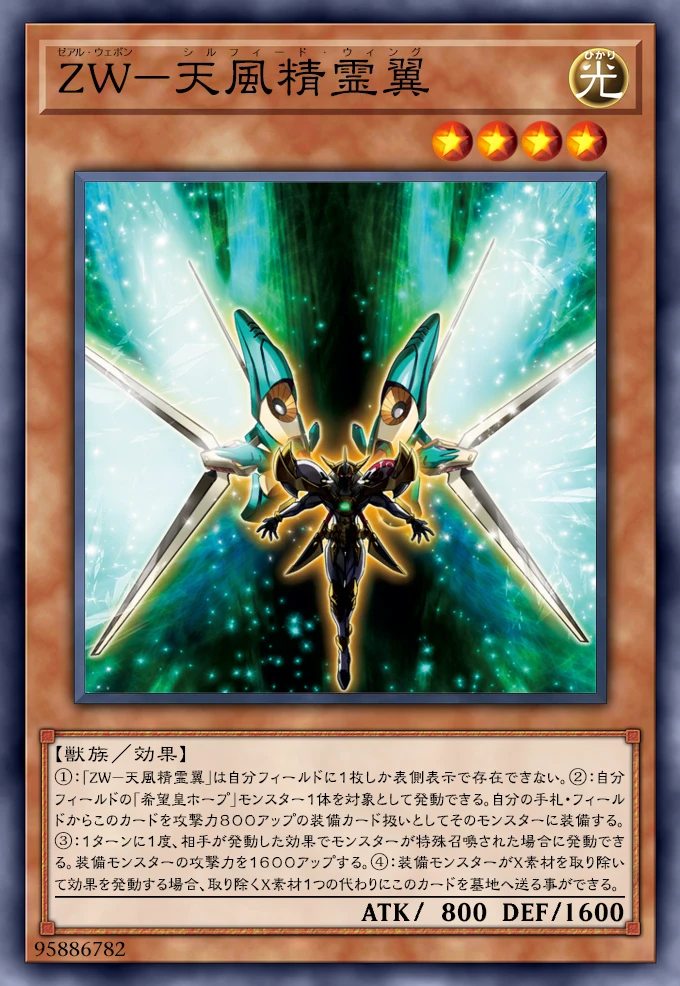 ゼアル・ウェポン シルフィード・ウィング
ZW－天風精霊翼
ひかり
光
【獣族／効果】
①：「ZW－天風精霊翼」は自分フィールドに１枚しか表側表示で存在できない。②：自分
フィールドの「希望皇ホープ」モンスター１体を対象として発動できる。自分の手札・フィール
ドからこのカードを攻撃力８００アップの装備カード扱いとしてそのモンスターに装備する。
③：１ターンに１度、相手が発動した効果でモンスターが特殊召喚された場合に発動でき
る。装備モンスターの攻撃力を１６００アップする。④：装備モンスターがX素材を取り除い
て効果を発動する場合、取り除くX素材１つの代わりにこのカードを墓地へ送る事ができる。
ATK/ 800 DEF/1600
95886782